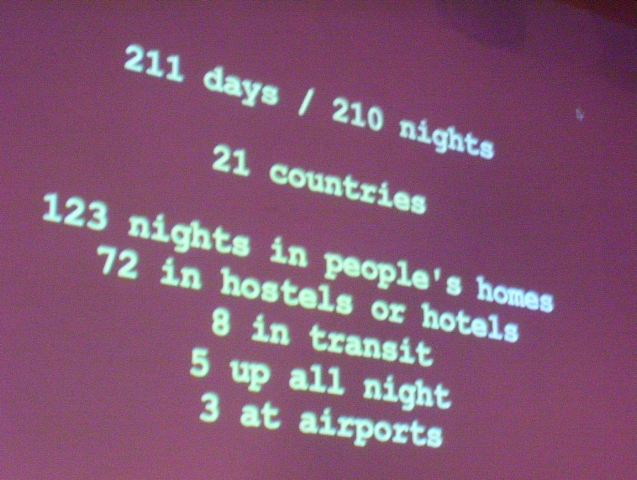 211 days / 210 nights
21 countries
123 nights in people's homes
72 in hostels or hotels
8 in transit
5 up all night
3 at airports